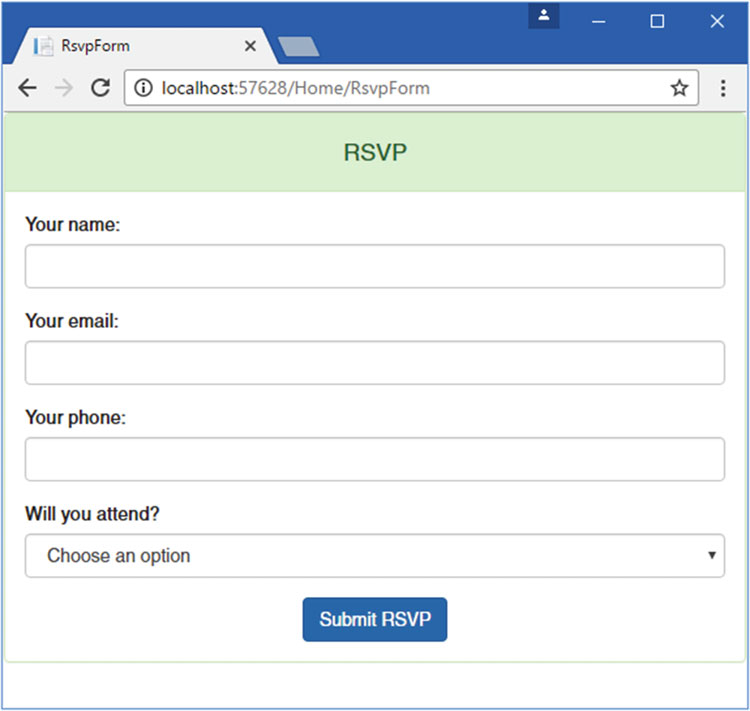 RsvpForm
localhost:57628/Home/RsvpForm
RSVP
Your name:
Your email:
Your phone:
Will you attend?
Choose an option
Submit RSVP